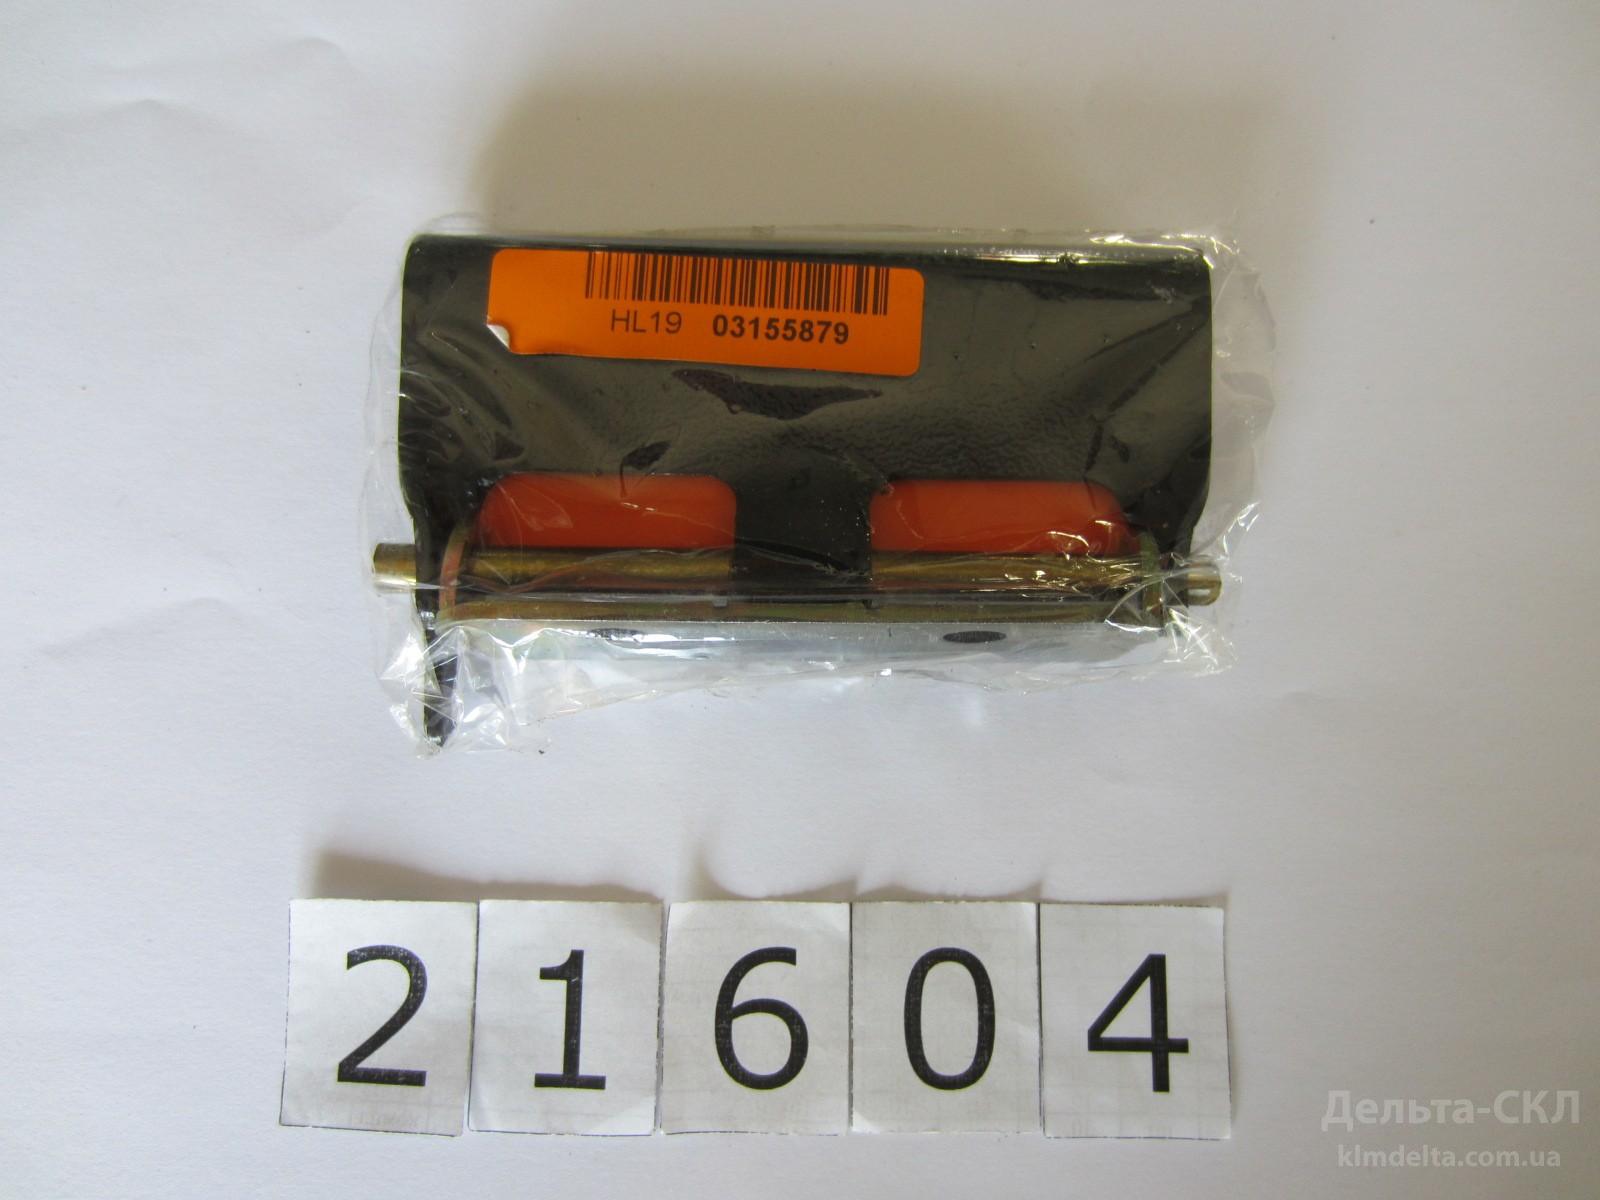 HL19 03155879
21604
Дельта-СКЛ
klmdelta.com.ua